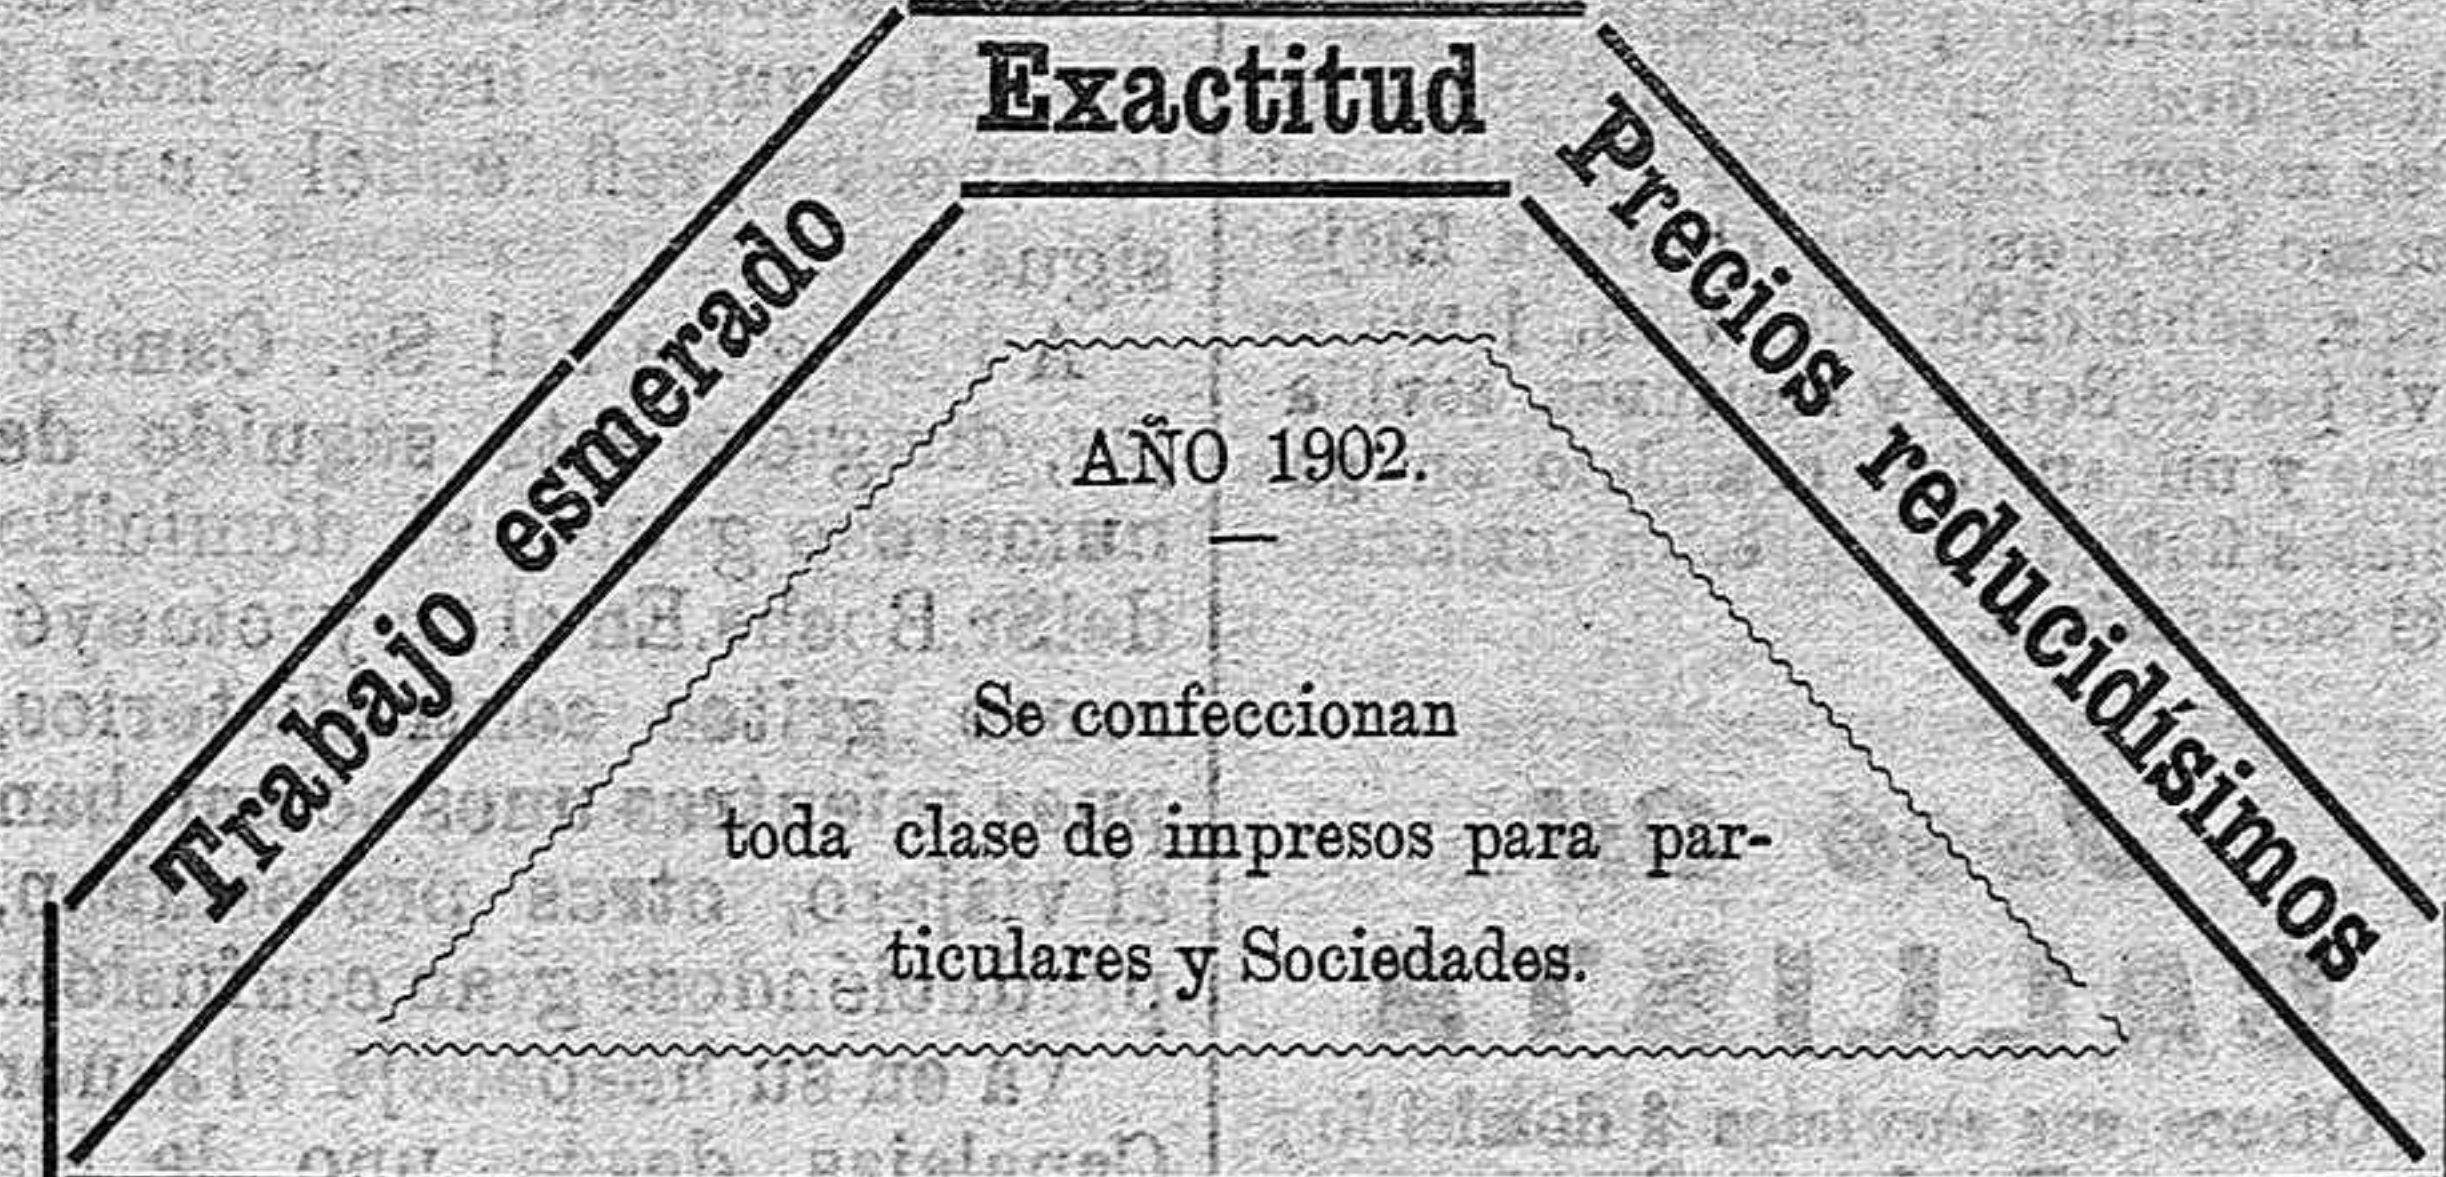 Trabajo esmerado
Exactitud
Precios reducidísimos
AÑO 1902.
Se confeccionan
toda clase de impresos para par-
ticulares y Sociedades.